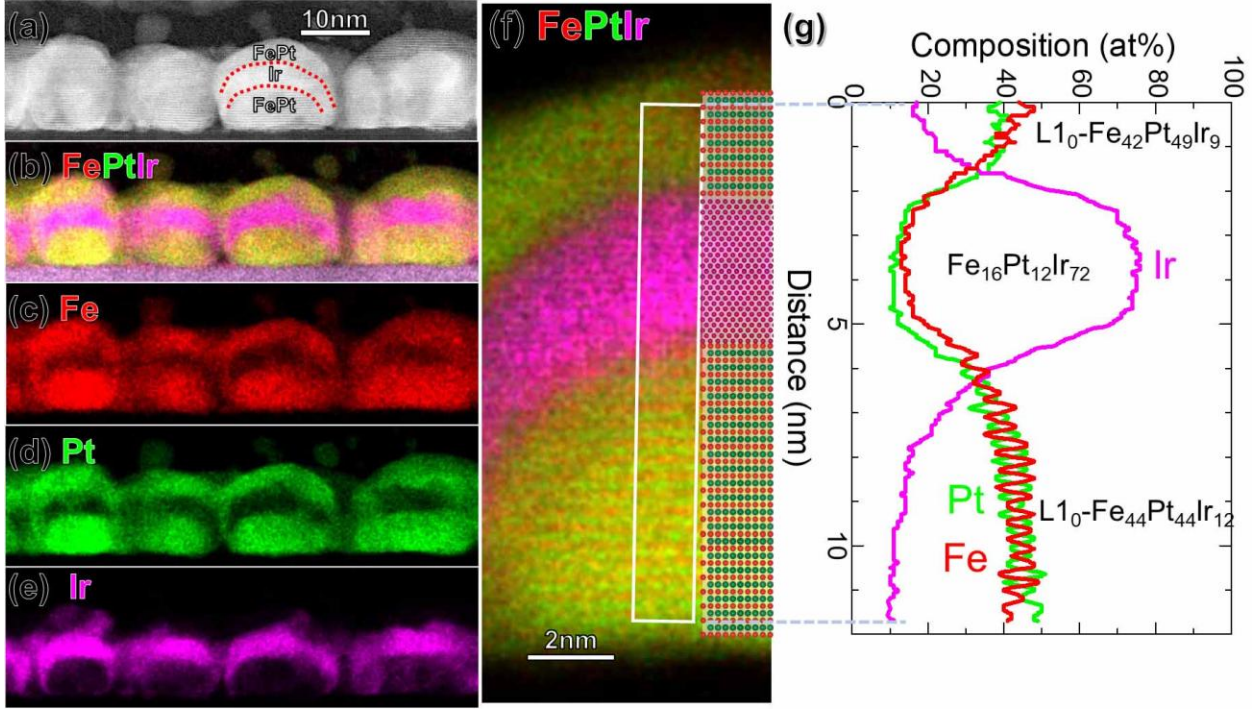 (a)
10nm
FePt
Ir
FePt
(b) FePtIr
(c) Fe
(d) Pt
(e) Ir
(f) FePtIr
2nm
(g)
Composition (at%)
0 20 40 60 80 100
Distance (nm)
0
5
10
L1₀-Fe₄₂Pt₄₉Ir₉
Fe₁₆Pt₁₂Ir₇₂
Ir
Pt
Fe
L1₀-Fe₄₄Pt₄₄Ir₁₂